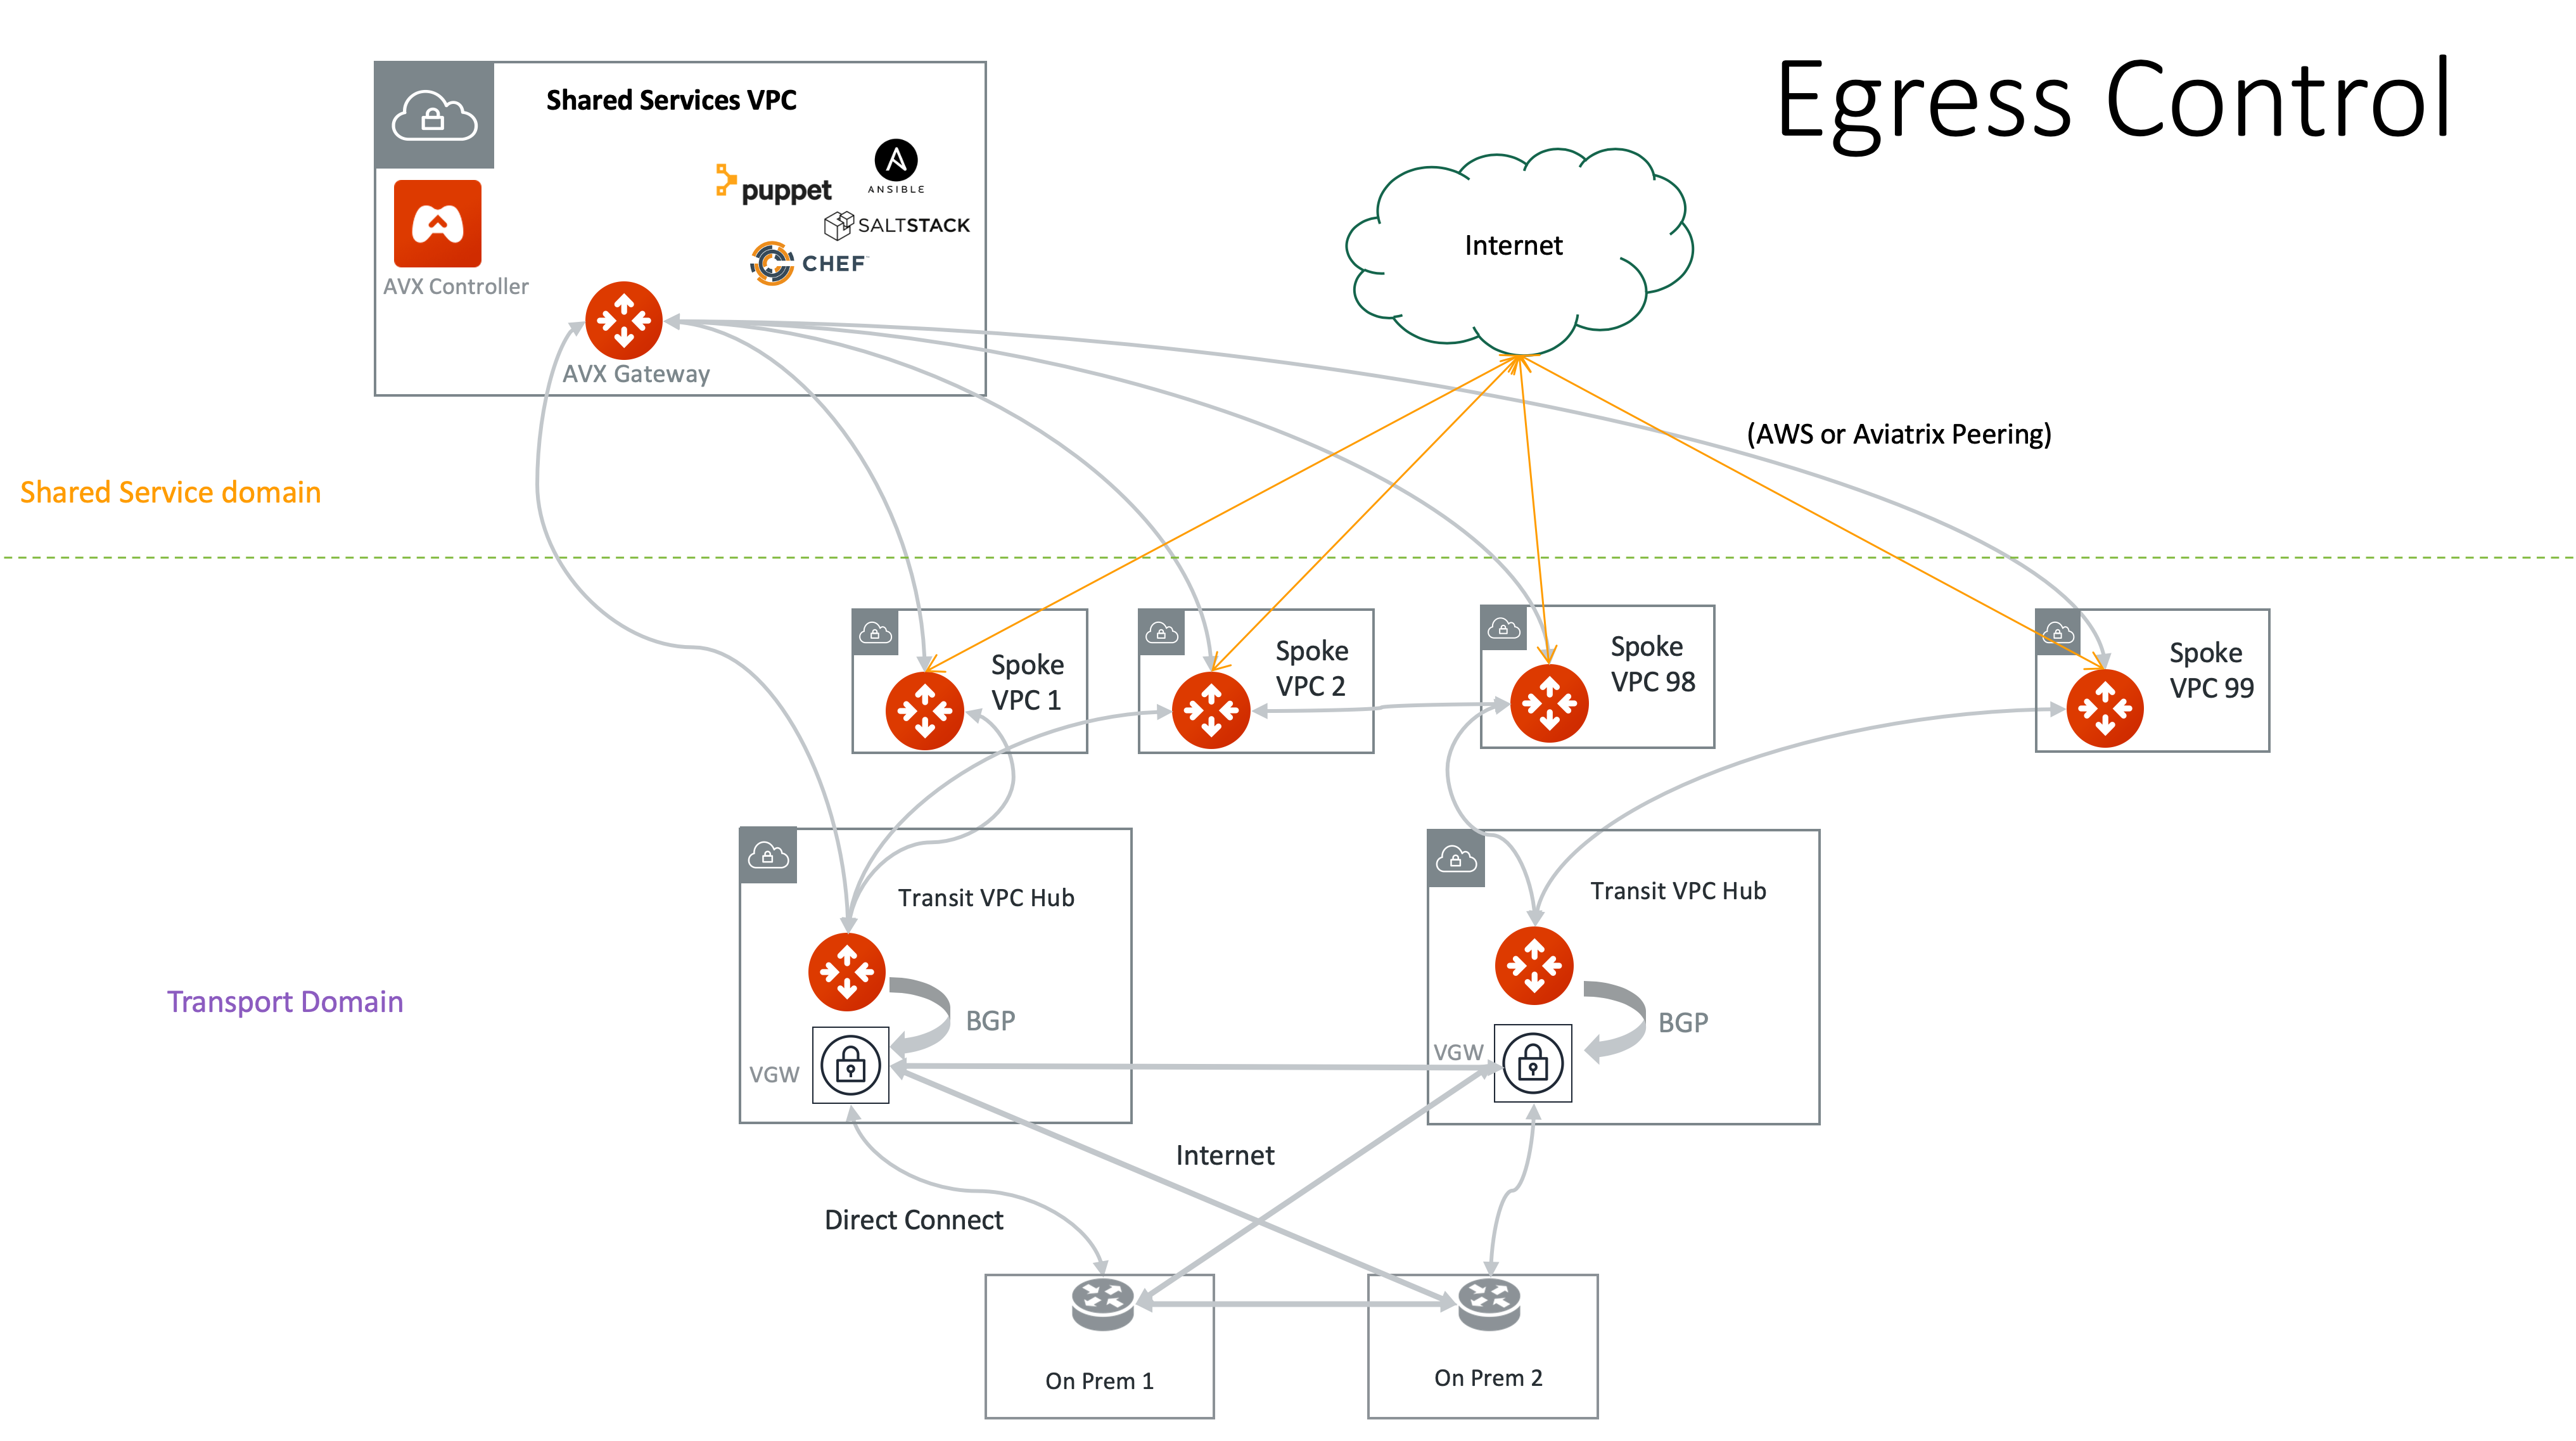 Egress Control
Shared Services VPC
puppet
ANSIBLE
SALTSTACK
CHEF
AVX Controller
AVX Gateway
Internet
(AWS or Aviatrix Peering)
Shared Service domain
Spoke
VPC 1
Spoke
VPC 2
Spoke
VPC 98
Spoke
VPC 99
Transit VPC Hub
Transit VPC Hub
Transport Domain
BGP
BGP
VGW
VGW
Internet
Direct Connect
On Prem 1
On Prem 2